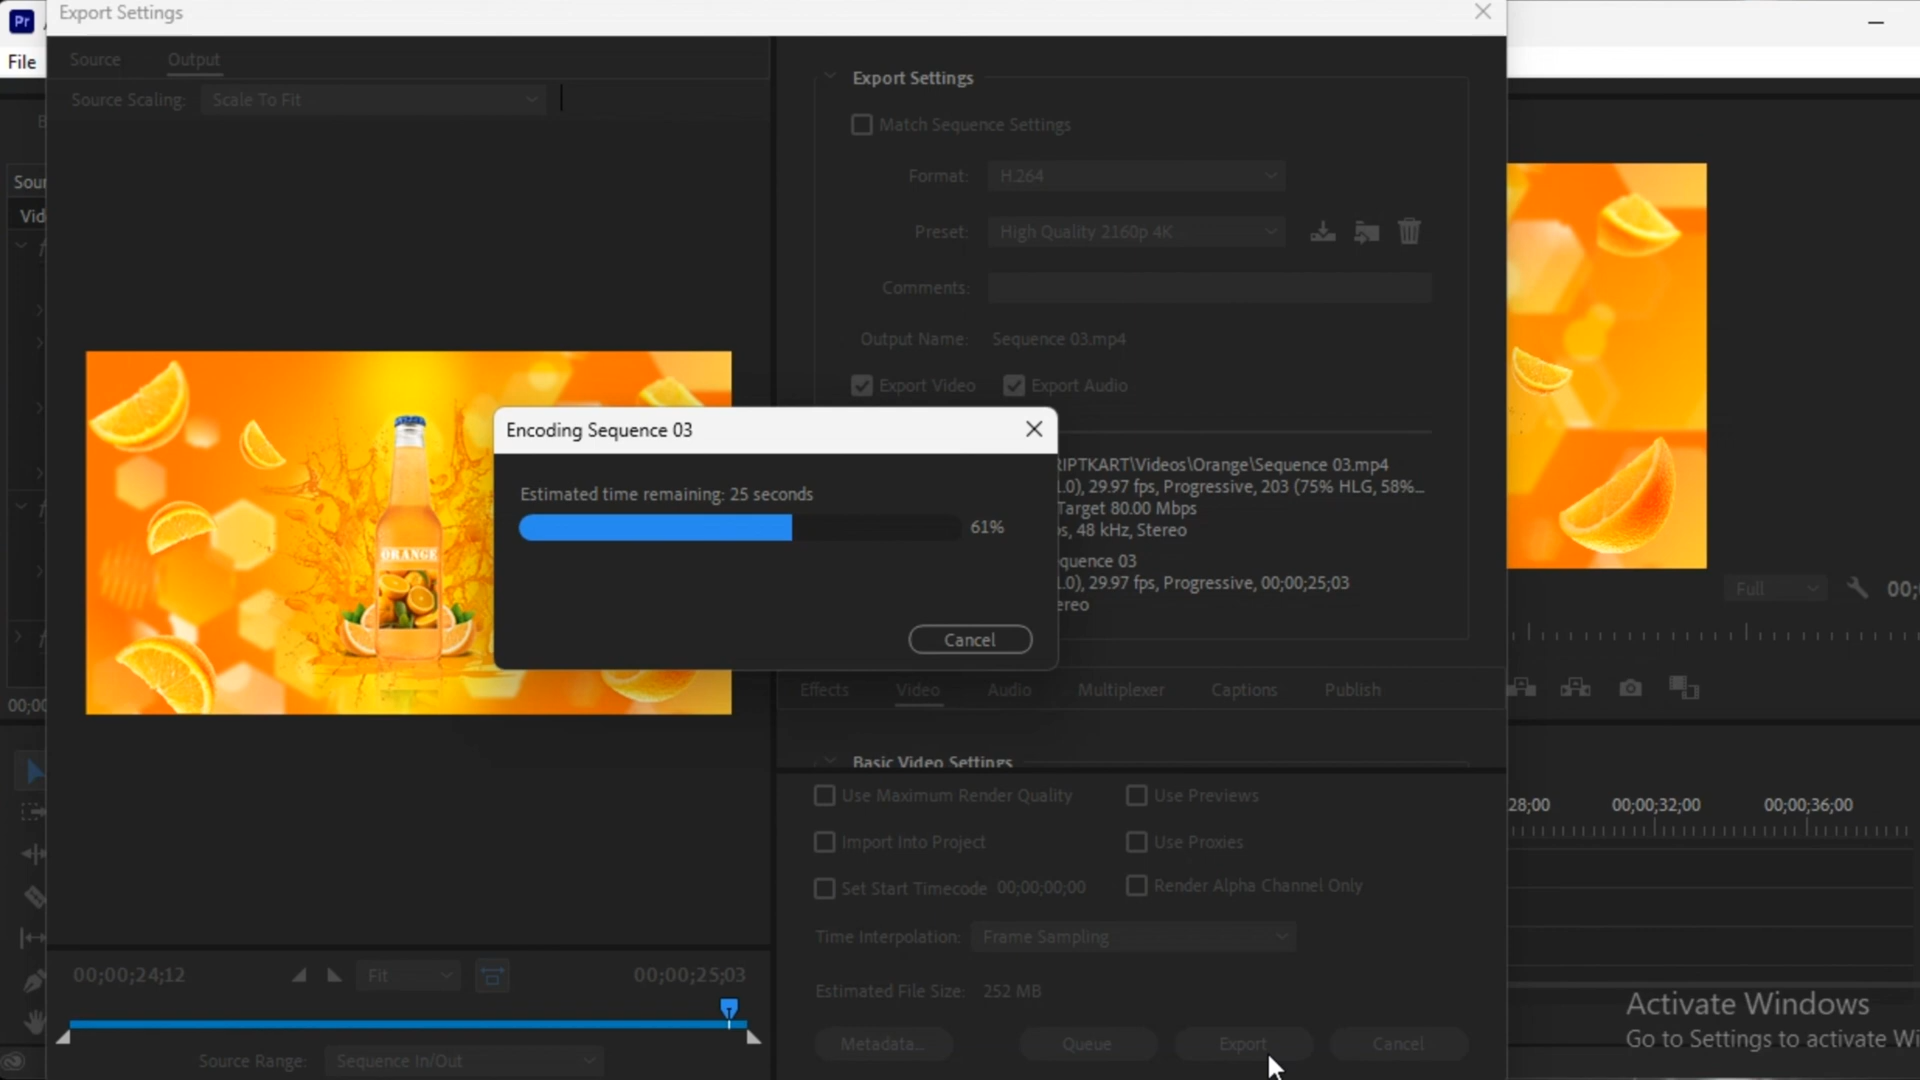 Export Settings
Pr
File
Source
Output
Source Scaling:
Scale To Fit
Export Settings
Match Sequence Settings
Format:
H.264
Preset:
High Quality 2160p 4K
Comments:
Output Name:
Sequence 03.mp4
Export Video
Export Audio
Sour
Vid
Encoding Sequence 03
Estimated time remaining: 25 seconds
61%
Cancel
RIPTKART\Videos\Orange\Sequence 03.mp4
1.0), 29.97 fps, Progressive, 203 (75% HLG, 58%...
Target 80.00 Mbps
s, 48 kHz, Stereo
quence 03
1.0), 29.97 fps, Progressive, 00;00;25;03
ereo
ORANGE
Full
00;
00;00
Effects
Video
Audio
Multiplexer
Captions
Publish
Basic Video Settings
Use Maximum Render Quality
Use Previews
Import Into Project
Use Proxies
Set Start Timecode
00;00;00;00
Render Alpha Channel Only
Time Interpolation:
Frame Sampling
Estimated File Size:
252 MB
Metadata...
Queue
Export
Cancel
28;00
00;00;32;00
00;00;36;00
00;00;24;12
Fit
00;00;25;03
Source Range:
Sequence In/Out
Activate Windows
Go to Settings to activate Wi